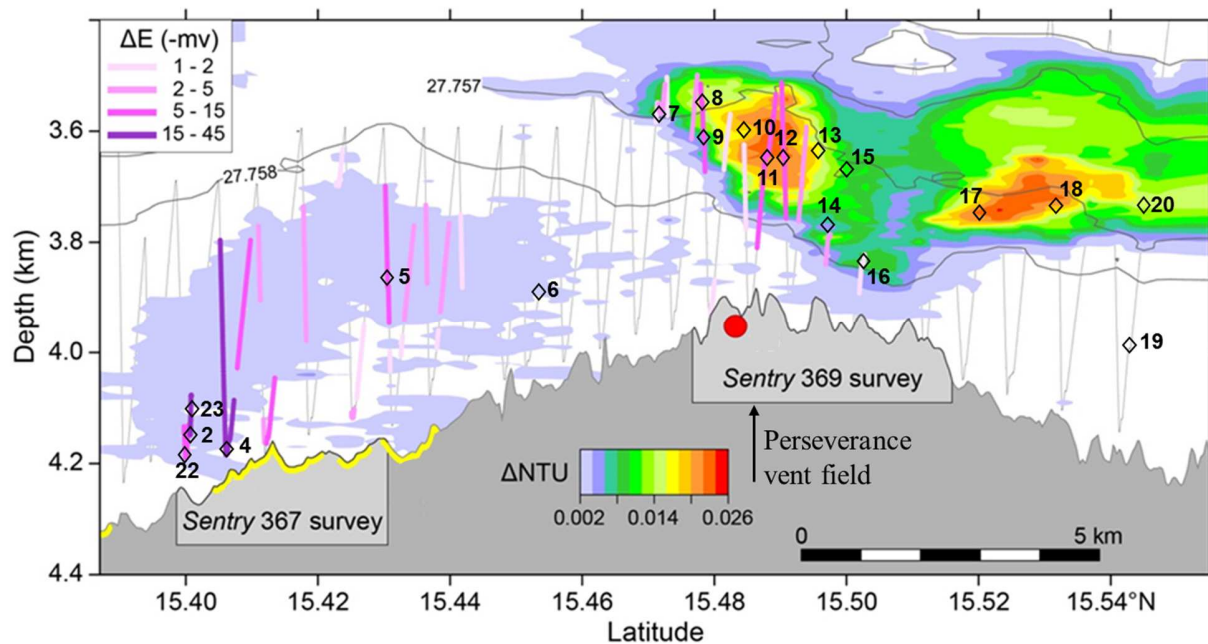 ΔE (-mv)
1 - 2
2 - 5
5 - 15
15 - 45
27.757
27.758
3.6
3.8
4.0
4.2
4.4
Depth (km)
7
8
9
10
11
12
13
14
15
16
17
18
20
19
5
6
23
2
4
22
Sentry 369 survey
Perseverance
vent field
Sentry 367 survey
ΔNTU
0.002
0.014
0.026
0
5 km
15.40
15.42
15.44
15.46
15.48
15.50
15.52
15.54°N
Latitude